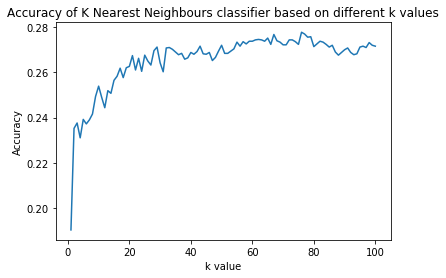 Accuracy of K Nearest Neighbours classifier based on different k values
0.28
0.26
0.24
0.22
0.20
Accuracy
0 20 40 60 80 100
k value